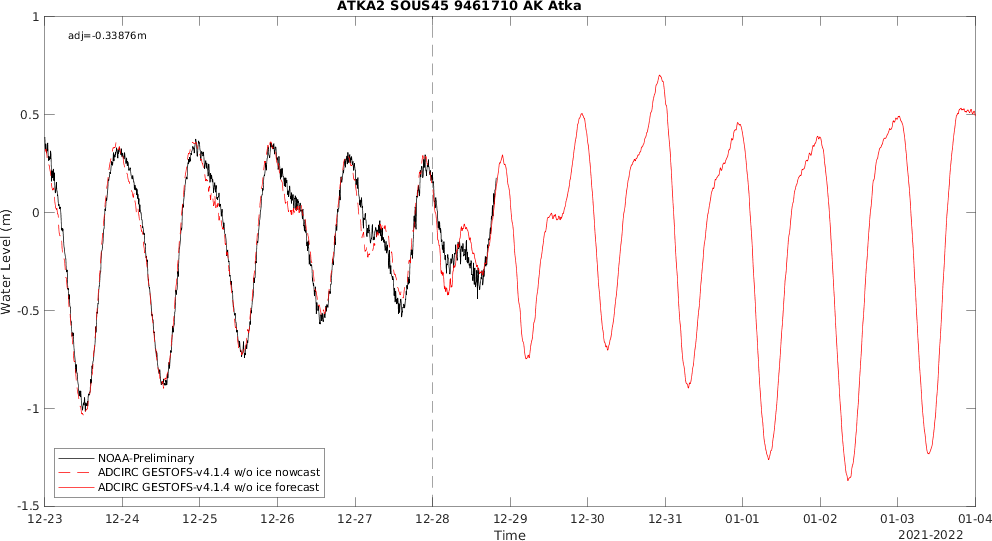 ATKA2 SOUS45 9461710 AK Atka
adj=-0.33876m
1
0.5
0
-0.5
-1
-1.5
Water Level (m)
NOAA-Preliminary
ADCIRC GESTOFS-v4.1.4 w/o ice nowcast
ADCIRC GESTOFS-v4.1.4 w/o ice forecast
12-23 12-24 12-25 12-26 12-27 12-28 12-29 12-30 12-31 01-01 01-02 01-03 01-04
Time
2021-2022